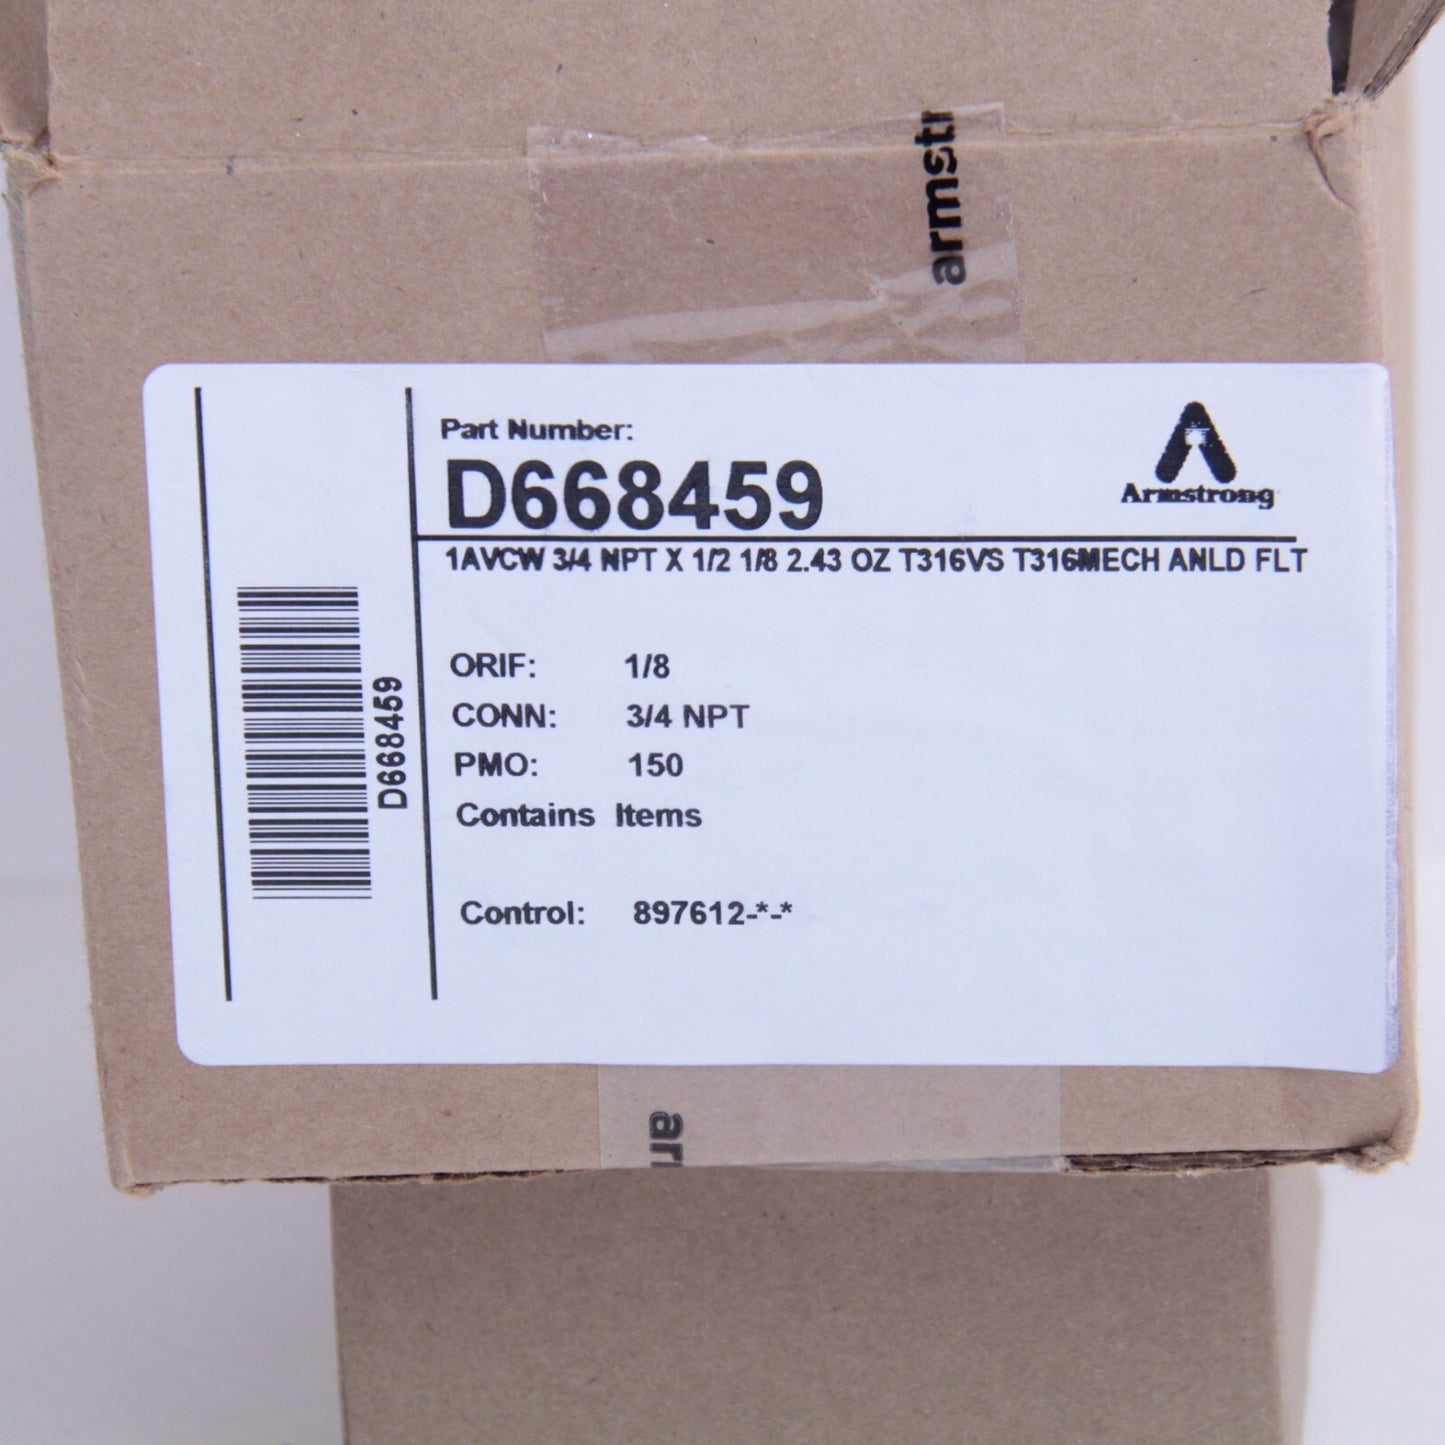 armstr
Part Number:
D668459
Armstrong
1AVCW 3/4 NPT X 1/2 1/8 2.43 OZ T316VS T316MECH ANLD FLT
D668459
ORIF: 1/8
CONN: 3/4 NPT
PMO: 150
Contains Items
Control: 897612-*-*
ar